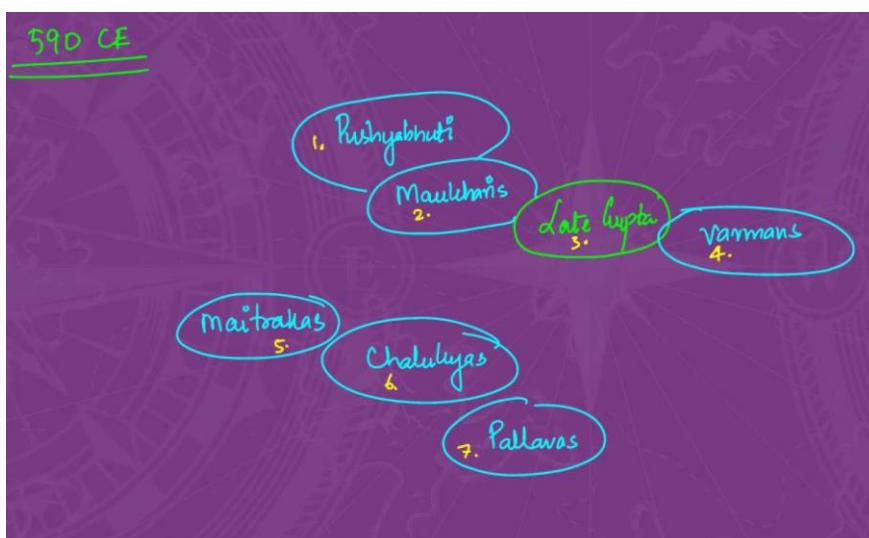 590 CE
1. Pushyabhuti
Maukharis
2.
Late Gupta
3.
Varmans
4.
Maitrakas
5.
Chalukyas
6.
7. Pallavas